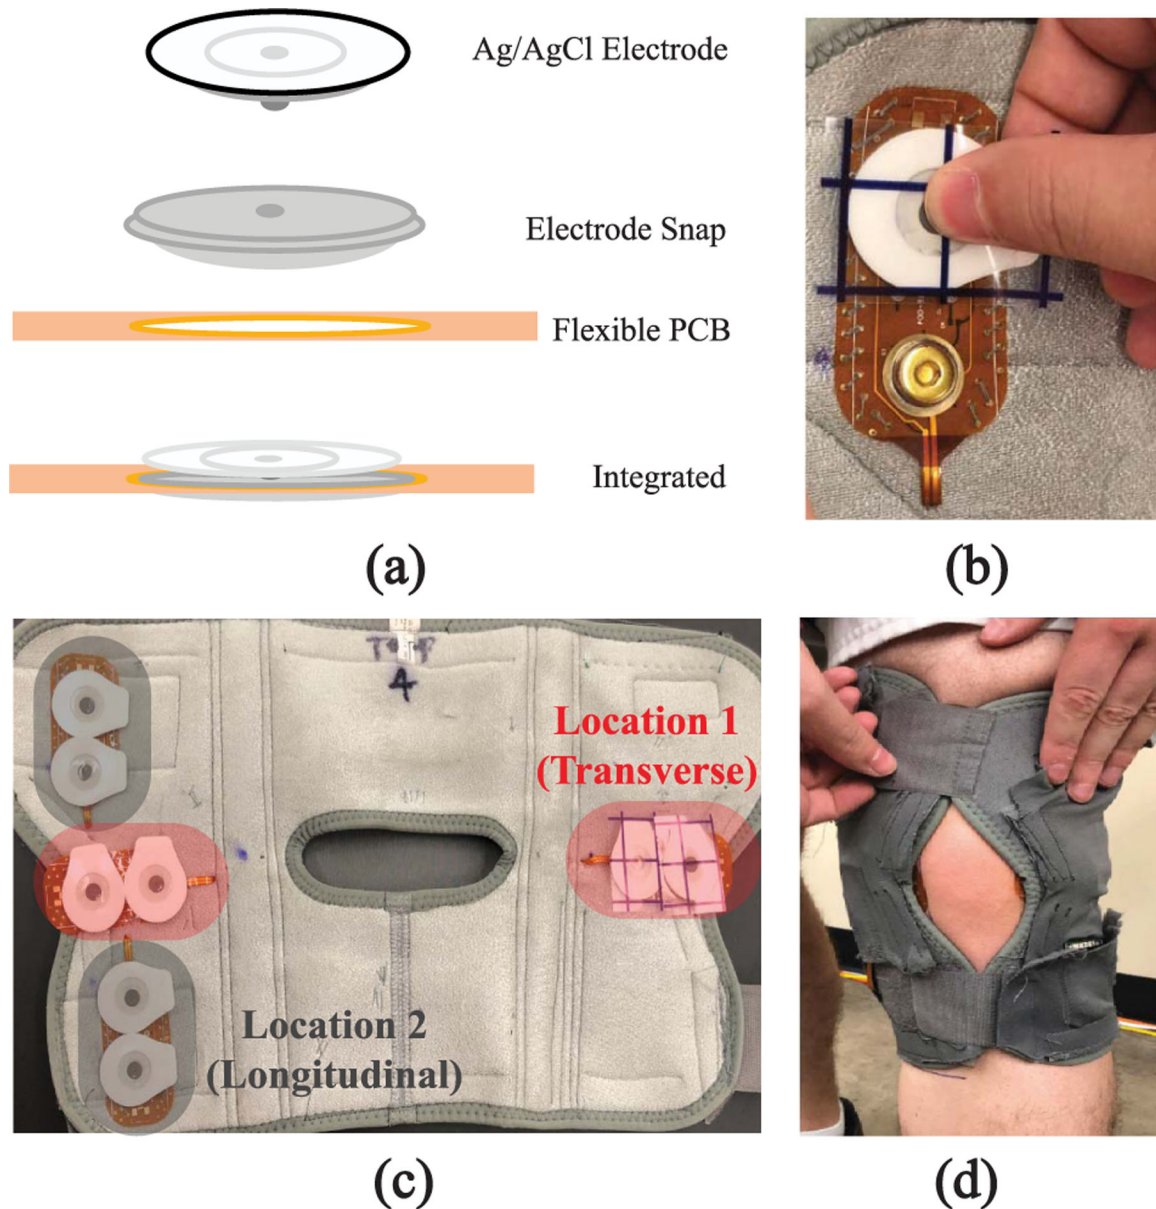 Ag/AgCl Electrode
Electrode Snap
Flexible PCB
Integrated
(a)
(b)
4
Location 1
(Transverse)
Location 2
(Longitudinal)
(c)
(d)